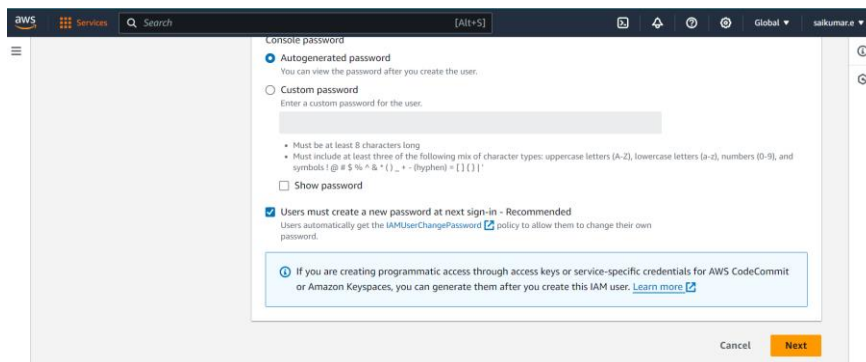 aws Services Search [Alt+S] Global saikumar.e
Console password
Autogenerated password
You can view the password after you create the user.
Custom password
Enter a custom password for the user.
• Must be at least 8 characters long
• Must include at least three of the following mix of character types: uppercase letters (A-Z), lowercase letters (a-z), numbers (0-9), and
symbols ! @ # $ % ^ & * ( ) _ + - (hyphen) = [ ] { } | '
Show password
Users must create a new password at next sign-in - Recommended
Users automatically get the IAMUserChangePassword policy to allow them to change their own
password.
If you are creating programmatic access through access keys or service-specific credentials for AWS CodeCommit
or Amazon Keyspaces, you can generate them after you create this IAM user. Learn more
Cancel Next